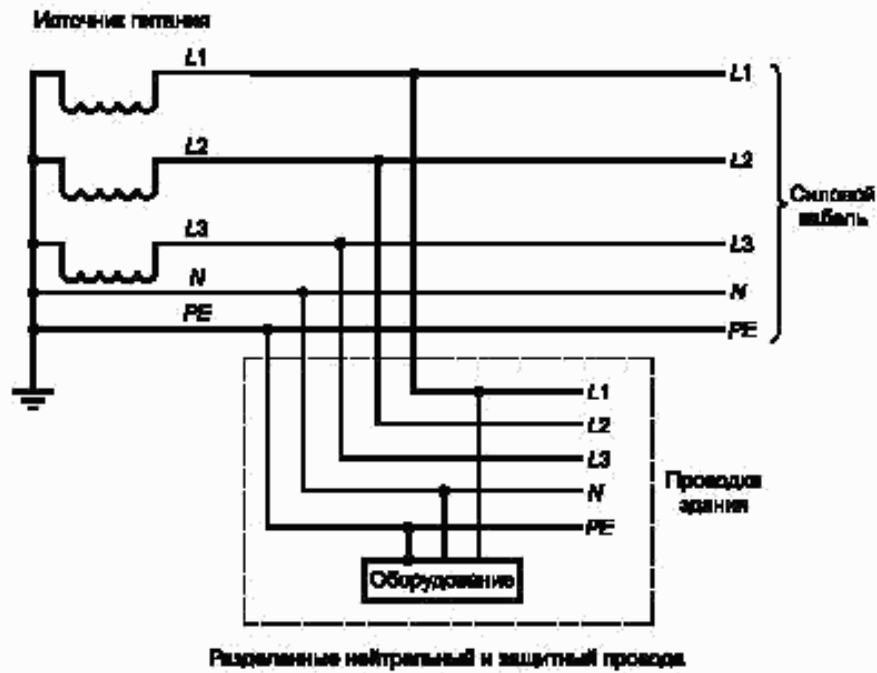 Источник питания
L1
L1
L2
L2
Силовой
кабель
L3
L3
N
N
PE
PE
L1
L2
L3
N
Проводка
здания
PE
Оборудование
Разделенные нейтральный и защитный провода